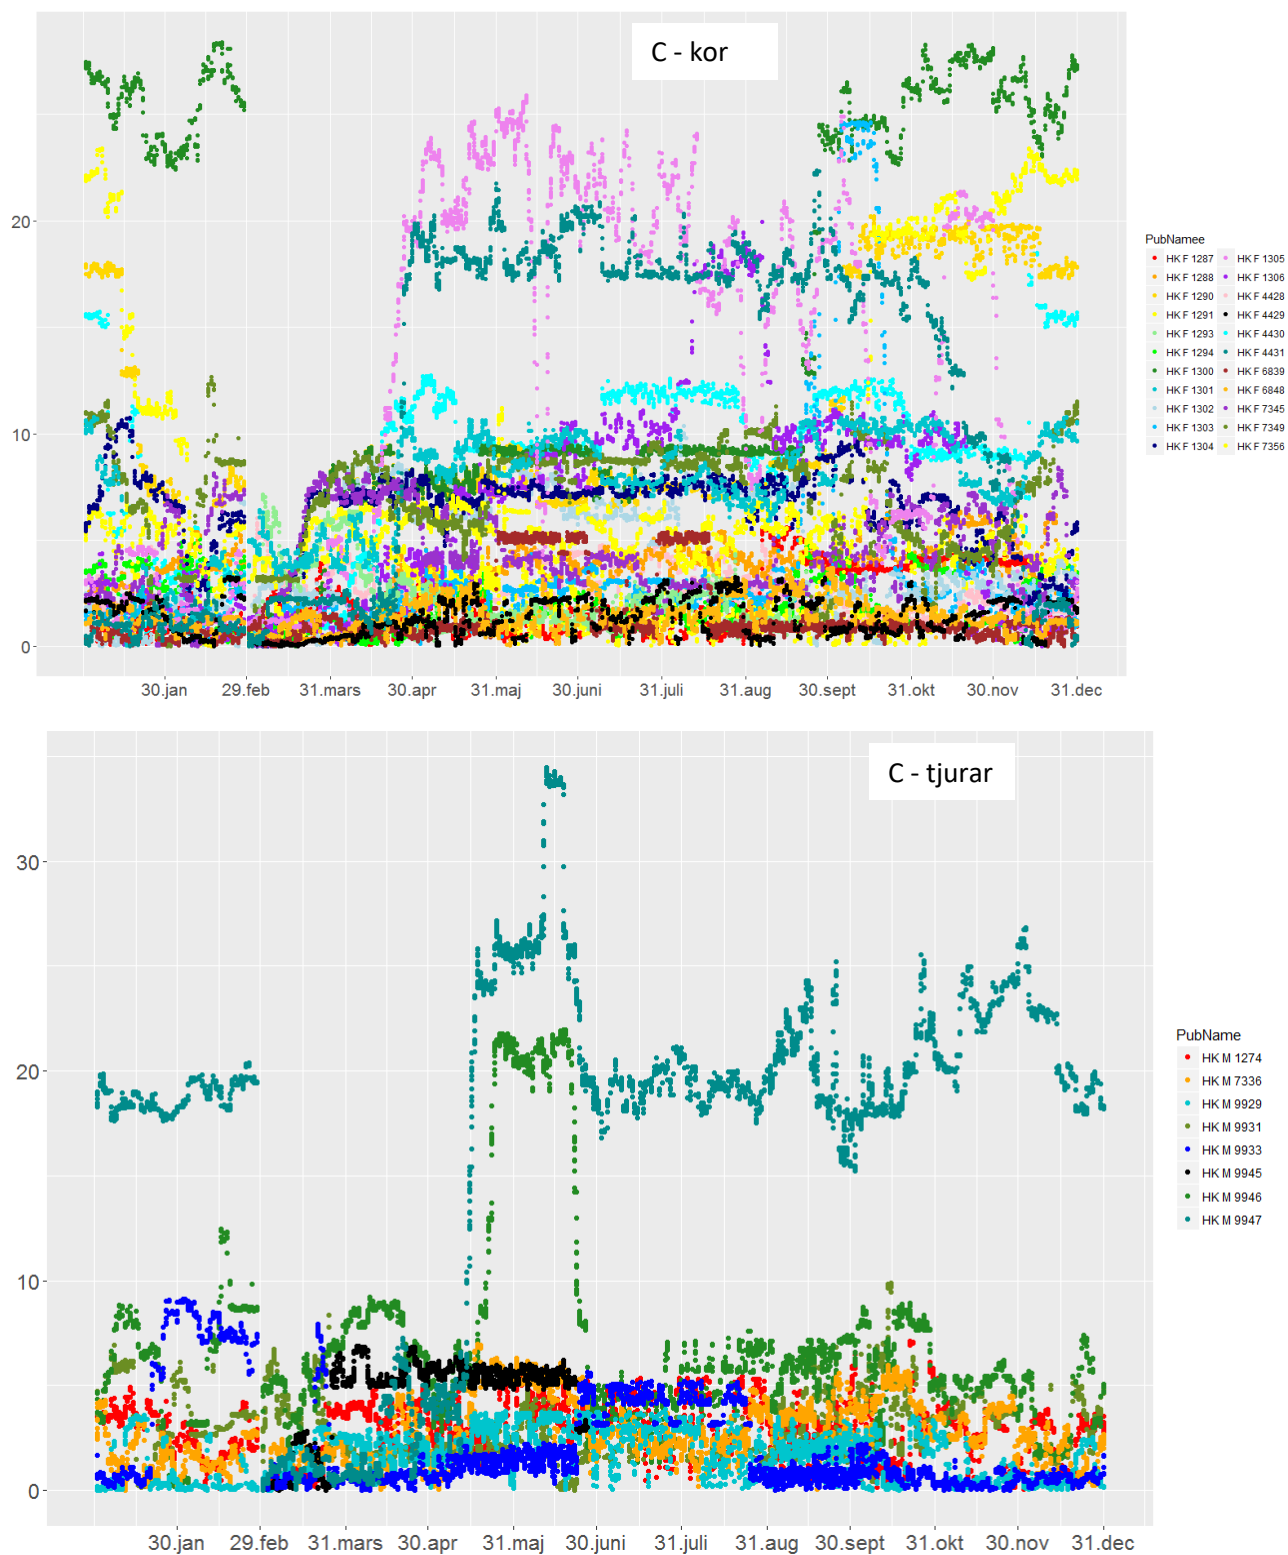 C - kor
20
10
0
30.jan 29.feb 31.mars 30.apr 31.maj 30.juni 31.juli 31.aug 30.sept 31.okt 30.nov 31.dec
PubNamee
HK F 1287 HK F 1305
HK F 1288 HK F 1306
HK F 1290 HK F 4428
HK F 1291 HK F 4429
HK F 1293 HK F 4430
HK F 1294 HK F 4431
HK F 1300 HK F 6839
HK F 1301 HK F 6848
HK F 1302 HK F 7345
HK F 1303 HK F 7349
HK F 1304 HK F 7356
C - tjurar
30
20
10
0
30.jan 29.feb 31.mars 30.apr 31.maj 30.juni 31.juli 31.aug 30.sept 31.okt 30.nov 31.dec
PubName
HK M 1274
HK M 7336
HK M 9929
HK M 9931
HK M 9933
HK M 9945
HK M 9946
HK M 9947